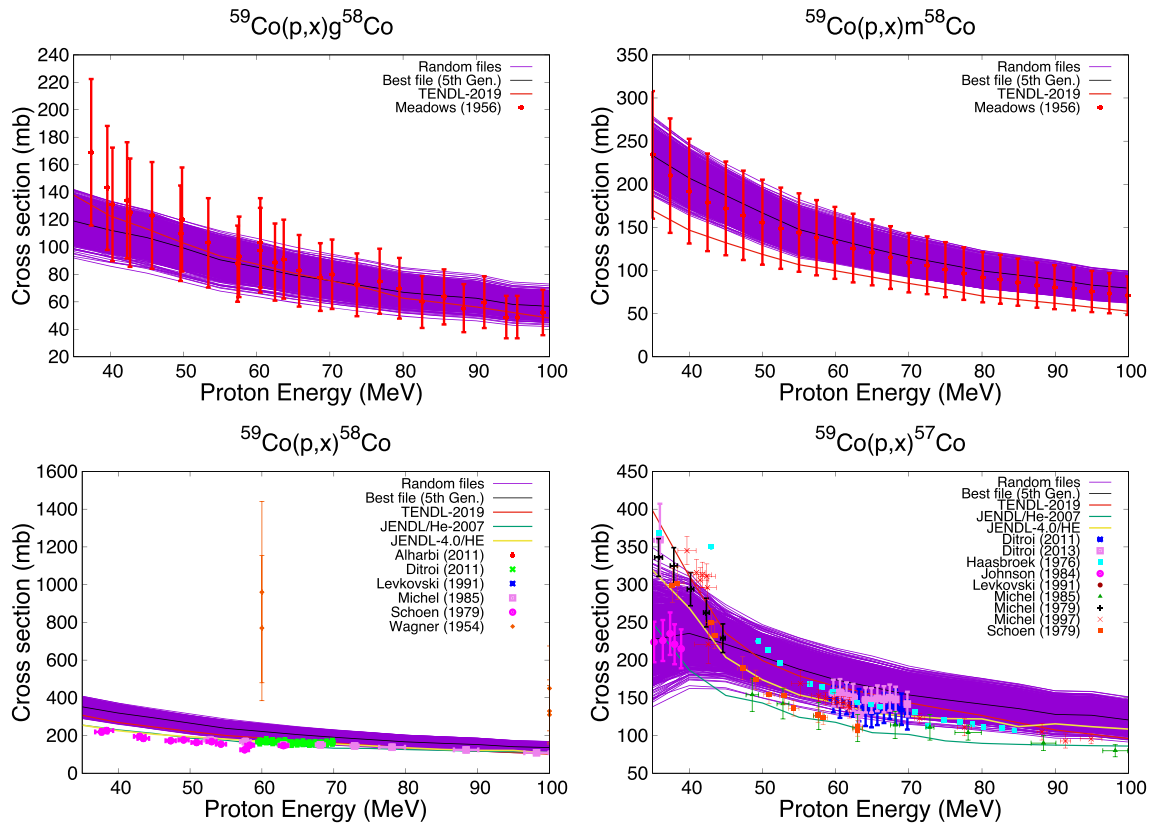 59Co(p,x)g58Co
Cross section (mb)
240
220
200
180
160
140
120
100
80
60
40
20
Random files
Best file (5th Gen.)
TENDL-2019
Meadows (1956)
40 50 60 70 80 90 100
Proton Energy (MeV)
59Co(p,x)m58Co
Cross section (mb)
350
300
250
200
150
100
50
0
Random files
Best file (5th Gen.)
TENDL-2019
Meadows (1956)
40 50 60 70 80 90 100
Proton Energy (MeV)
59Co(p,x)58Co
Cross section (mb)
1600
1400
1200
1000
800
600
400
200
0
Random files
Best file (5th Gen.)
TENDL-2019
JENDL/He-2007
JENDL-4.0/HE
Alharbi (2011)
Ditroi (2011)
Levkovski (1991)
Michel (1985)
Schoen (1979)
Wagner (1954)
40 50 60 70 80 90 100
Proton Energy (MeV)
59Co(p,x)57Co
Cross section (mb)
450
400
350
300
250
200
150
100
50
Random files
Best file (5th Gen.)
TENDL-2019
JENDL/He-2007
JENDL-4.0/HE
Ditroi (2011)
Ditroi (2013)
Haasbroek (1976)
Johnson (1984)
Levkovski (1991)
Michel (1985)
Michel (1979)
Michel (1997)
Schoen (1979)
40 50 60 70 80 90 100
Proton Energy (MeV)